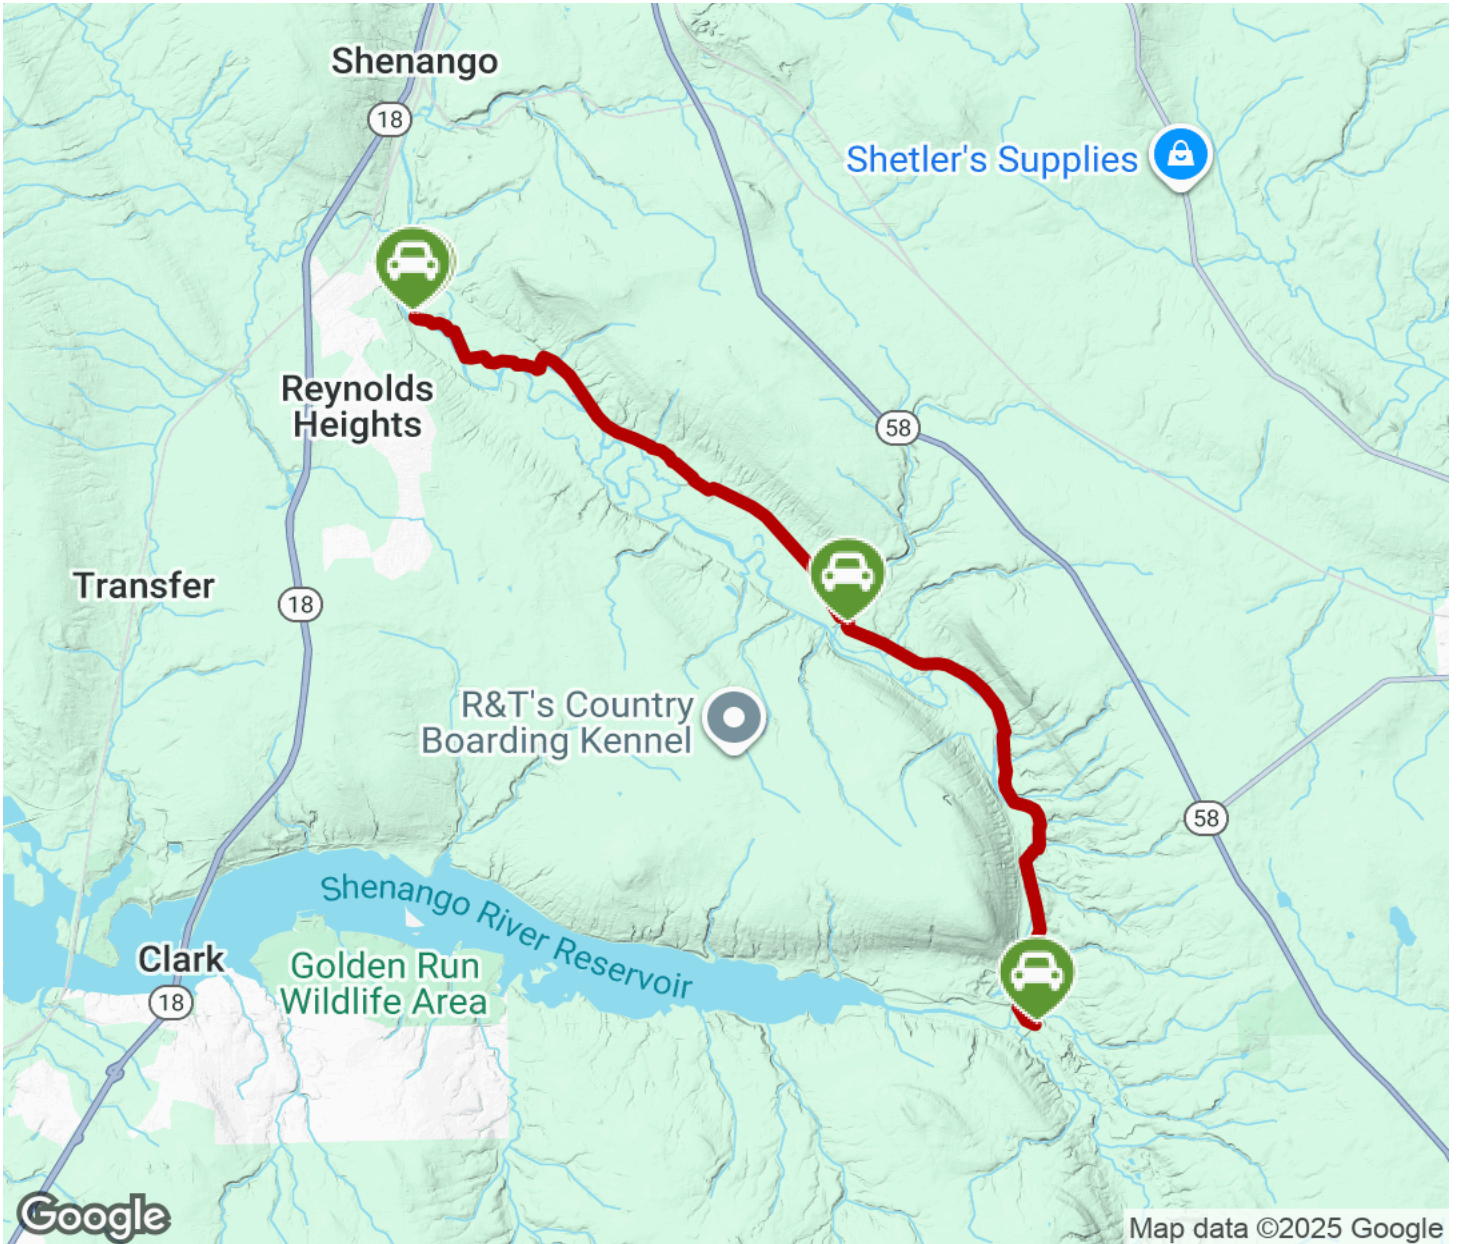 Shenango
18
Shetler's Supplies
Reynolds
Heights
58
Transfer
18
R&T's Country
Boarding Kennel
58
Shenango River Reservoir
Clark
Golden Run
Wildlife Area
18
Google
Map data ©2025 Google